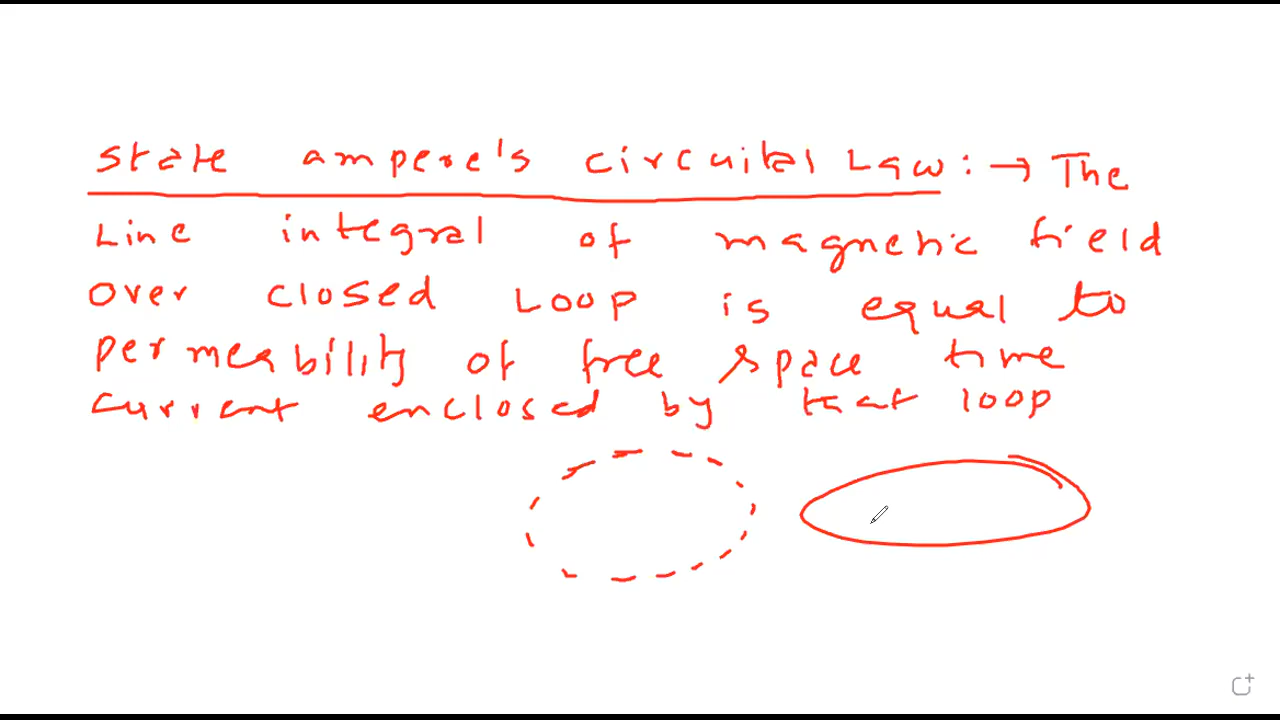 State ampere's circuital Law :→ The
Line integral of magnetic field
over closed Loop is equal to
permeability of free space time
current enclosed by that loop